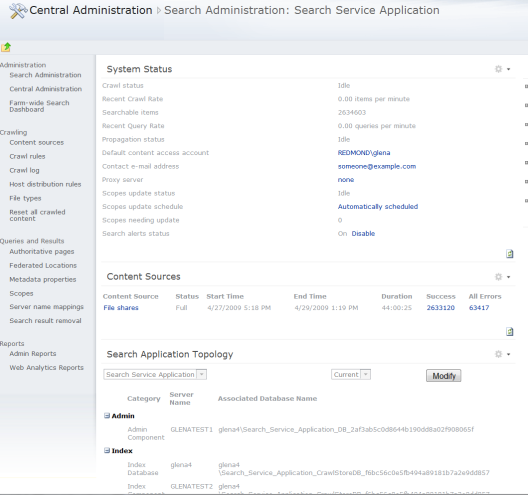 Central Administration ▸ Search Administration: Search Service Application
Administration
Search Administration
Central Administration
Farm-wide Search
Dashboard
Crawling
Content sources
Crawl rules
Crawl log
Host distribution rules
File types
Reset all crawled
content
Queries and Results
Authoritative pages
Federated Locations
Metadata properties
Scopes
Server name mappings
Search result removal
Reports
Admin Reports
Web Analytics Reports
System Status
Crawl status Idle
Recent Crawl Rate 0.00 items per minute
Searchable items 2634603
Recent Query Rate 0.00 queries per minute
Propagation status Idle
Default content access account REDMOND\glena
Contact e-mail address someone@example.com
Proxy server none
Scopes update status Idle
Scopes update schedule Automatically scheduled
Scopes needing update 0
Search alerts status On Disable
Content Sources
Content Source Status Start Time End Time Duration Success All Errors
File shares Full 4/27/2009 5:18 PM 4/29/2009 1:19 PM 44:00:25 2633120 63417
Search Application Topology
Search Service Application Current Modify
Category Server
Name Associated Database Name
Admin
Admin
Component GLENATEST1 glena4\Search_Service_Application_DB_2af3ab5c0d8644b190dd8a02f908065f
Index
Index
Database glena4 glena4
\Search_Service_Application_CrawlStoreDB_f6bc56c0e5fb494a89181b7a2e9dd857
Index GLENATEST2 glena4